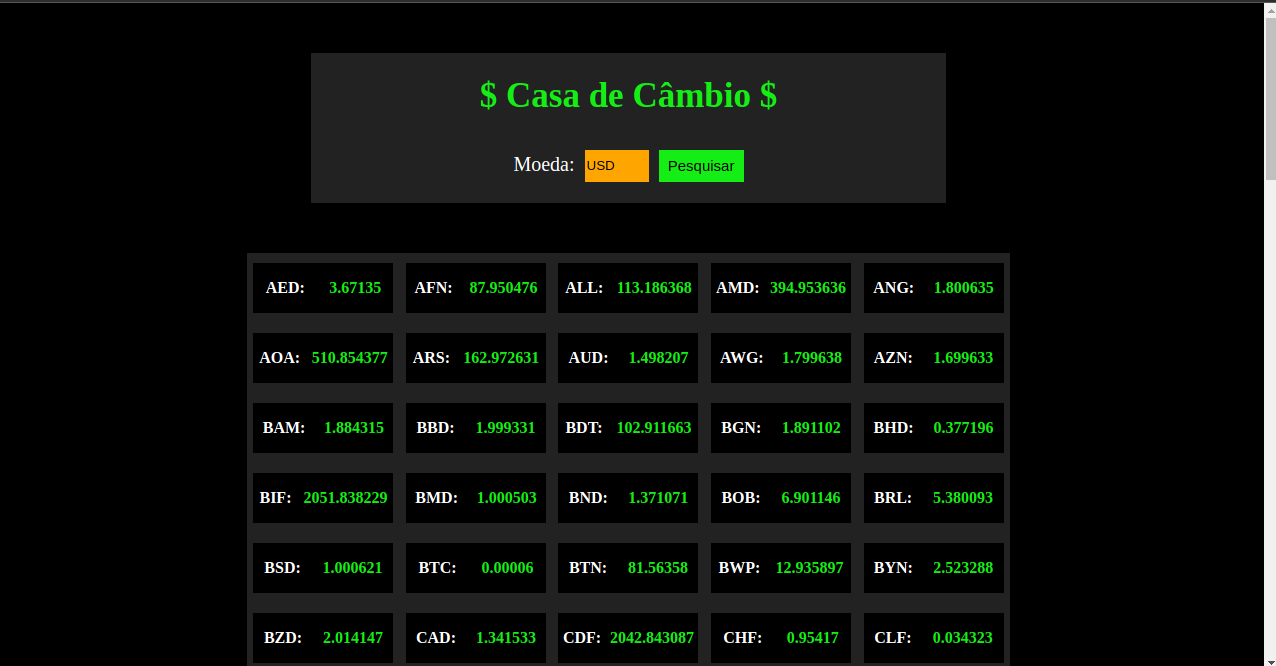 $ Casa de Câmbio $
Moeda: USD Pesquisar
AED: 3.67135 AFN: 87.950476 ALL: 113.186368 AMD: 394.953636 ANG: 1.800635
AOA: 510.854377 ARS: 162.972631 AUD: 1.498207 AWG: 1.799638 AZN: 1.699633
BAM: 1.884315 BBD: 1.999331 BDT: 102.911663 BGN: 1.891102 BHD: 0.377196
BIF: 2051.838229 BMD: 1.000503 BND: 1.371071 BOB: 6.901146 BRL: 5.380093
BSD: 1.000621 BTC: 0.00006 BTN: 81.56358 BWP: 12.935897 BYN: 2.523288
BZD: 2.014147 CAD: 1.341533 CDF: 2042.843087 CHF: 0.95417 CLF: 0.034323